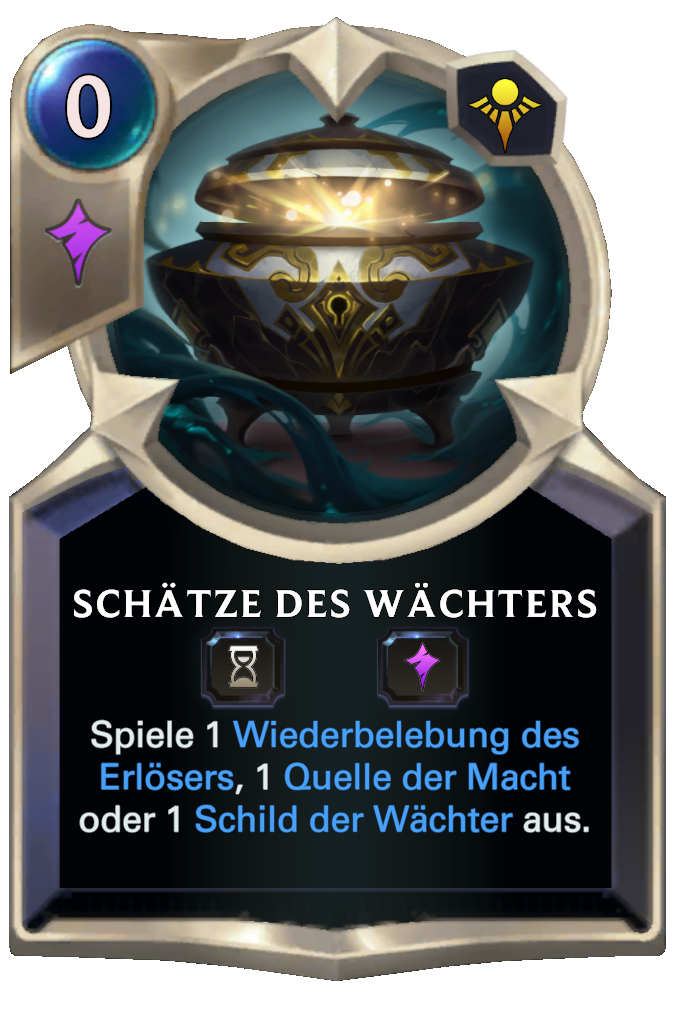 0
SCHÄTZE DES WÄCHTERS
Spiele 1 Wiederbelebung des
Erlösers, 1 Quelle der Macht
oder 1 Schild der Wächter aus.